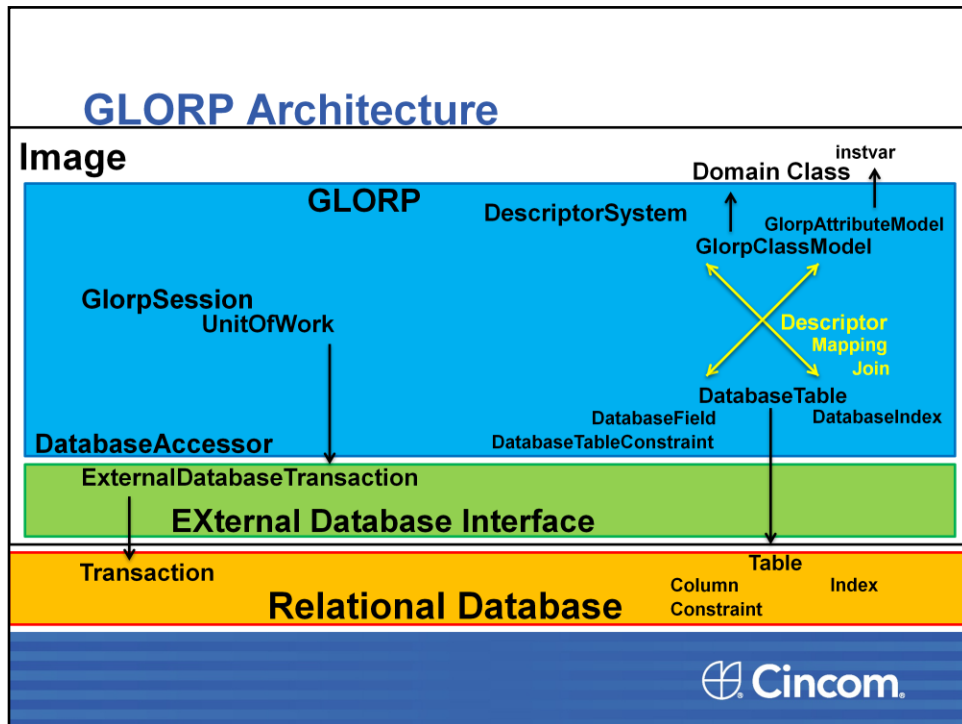 GLORP Architecture
Image
instvar
Domain Class
GLORP
DescriptorSystem
GlorpAttributeModel
GlorpClassModel
GlorpSession
UnitOfWork
Descriptor
Mapping
Join
DatabaseTable
DatabaseField
DatabaseIndex
DatabaseTableConstraint
DatabaseAccessor
ExternalDatabaseTransaction
EXternal Database Interface
Transaction
Table
Column
Index
Constraint
Relational Database
Cincom.